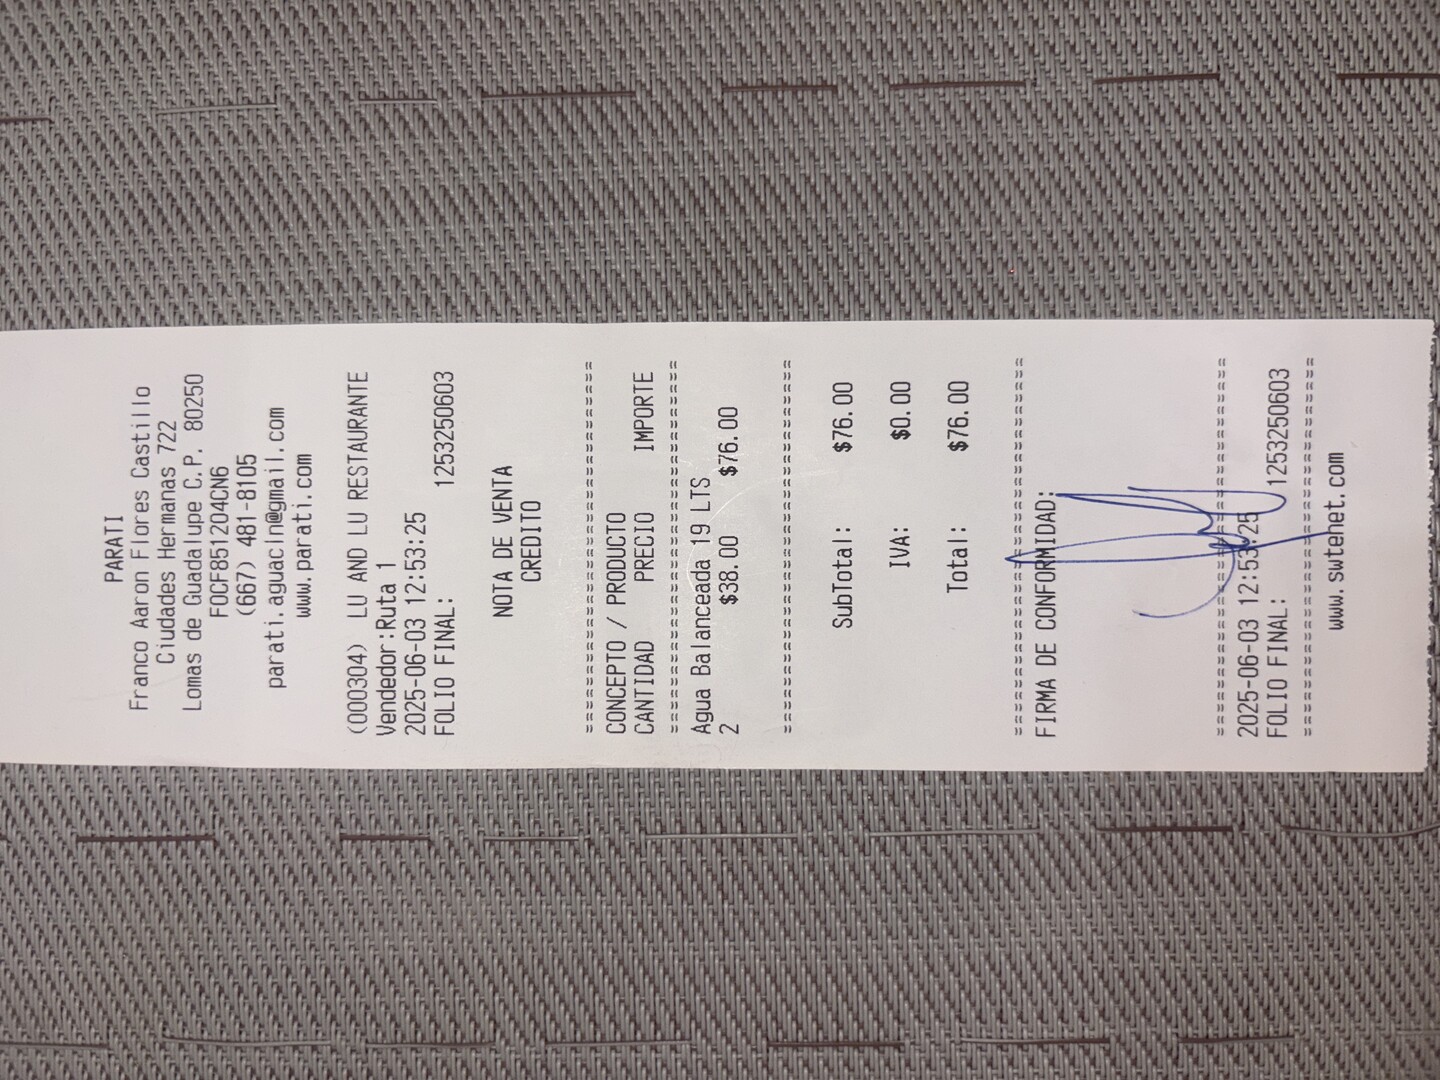 PARATI
Franco Aaron Flores Castillo
Ciudades Hermanas 722
Lomas de Guadalupe C.P. 80250
FOCF851204CN6
(667) 481-8105
parati.aguacln@gmail.com
www.parati.com
(000304) LU AND LU RESTAURANTE
Vendedor:Ruta 1
2025-06-03 12:53:25
FOLIO FINAL: 1253250603
NOTA DE VENTA
CREDITO
==================================
CONCEPTO / PRODUCTO
CANTIDAD PRECIO IMPORTE
==================================
Agua Balanceada 19 LTS
2 $38.00 $76.00
==================================
SubTotal: $76.00
IVA: $0.00
Total: $76.00
==================================
FIRMA DE CONFORMIDAD:
==================================
2025-06-03 12:53:25
FOLIO FINAL: 1253250603
==================================
www.swtenet.com